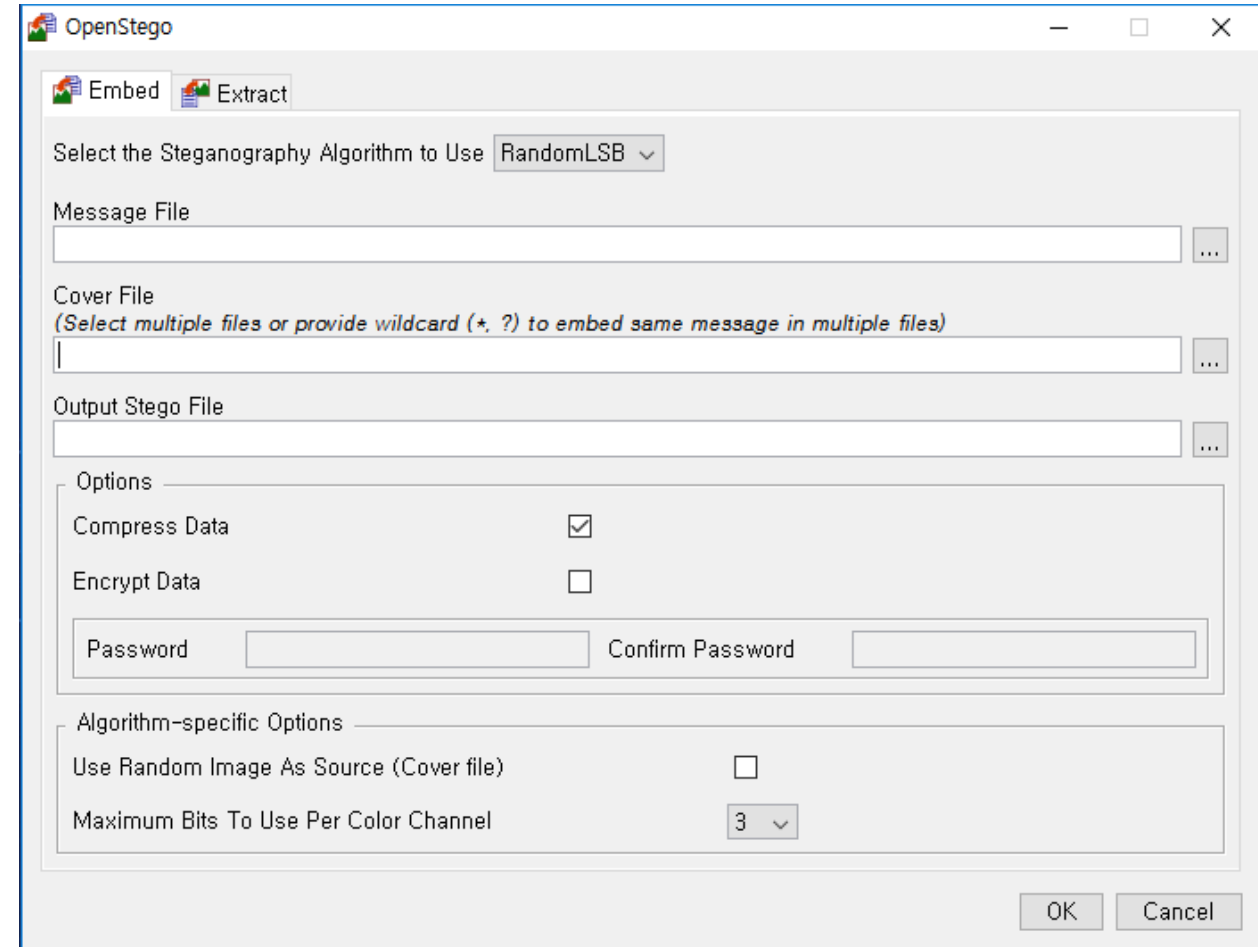 OpenStego
Embed Extract
Select the Steganography Algorithm to Use RandomLSB
Message File
...
Cover File
(Select multiple files or provide wildcard (*, ?) to embed same message in multiple files)
...
Output Stego File
...
Options
Compress Data
Encrypt Data
Password Confirm Password
Algorithm-specific Options
Use Random Image As Source (Cover file)
Maximum Bits To Use Per Color Channel 3
OK Cancel